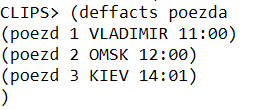 CLIPS> (deffacts poezda
(poezd 1 VLADIMIR 11:00)
(poezd 2 OMSK 12:00)
(poezd 3 KIEV 14:01)
)